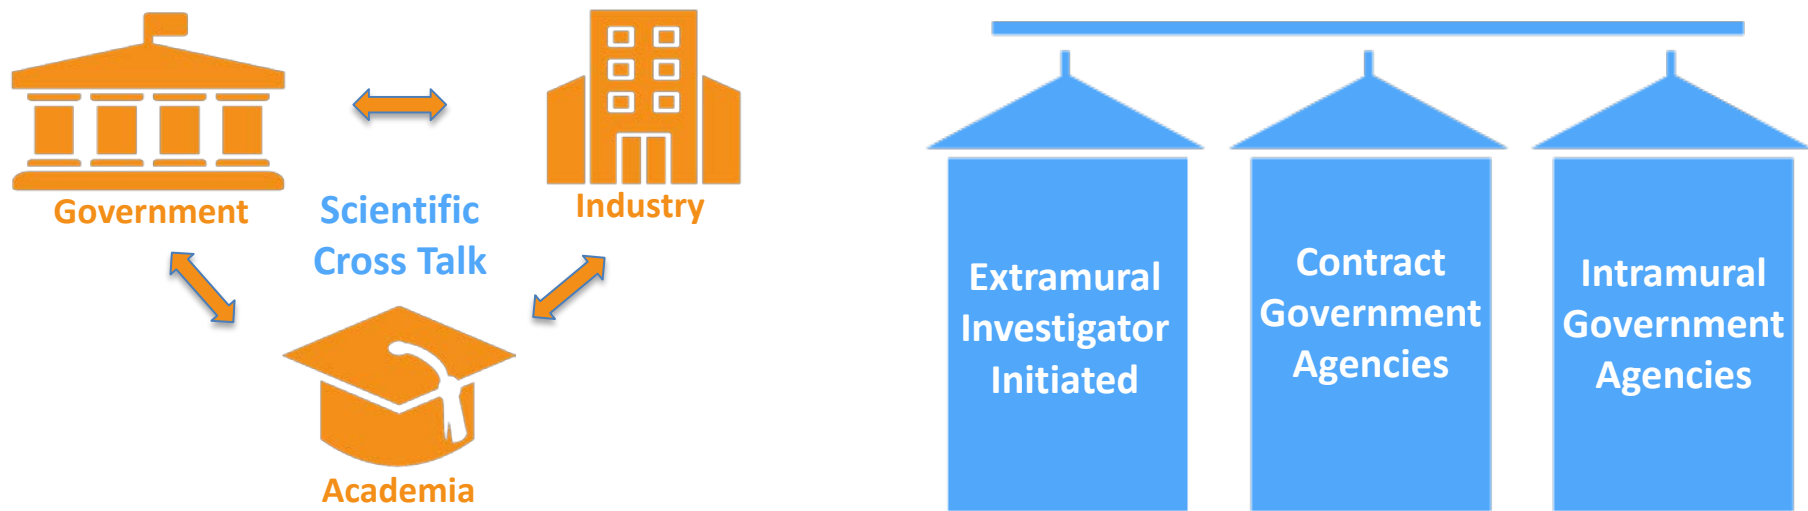 Government
Scientific
Cross Talk
Industry
Academia
Extramural
Investigator
Initiated
Contract
Government
Agencies
Intramural
Government
Agencies